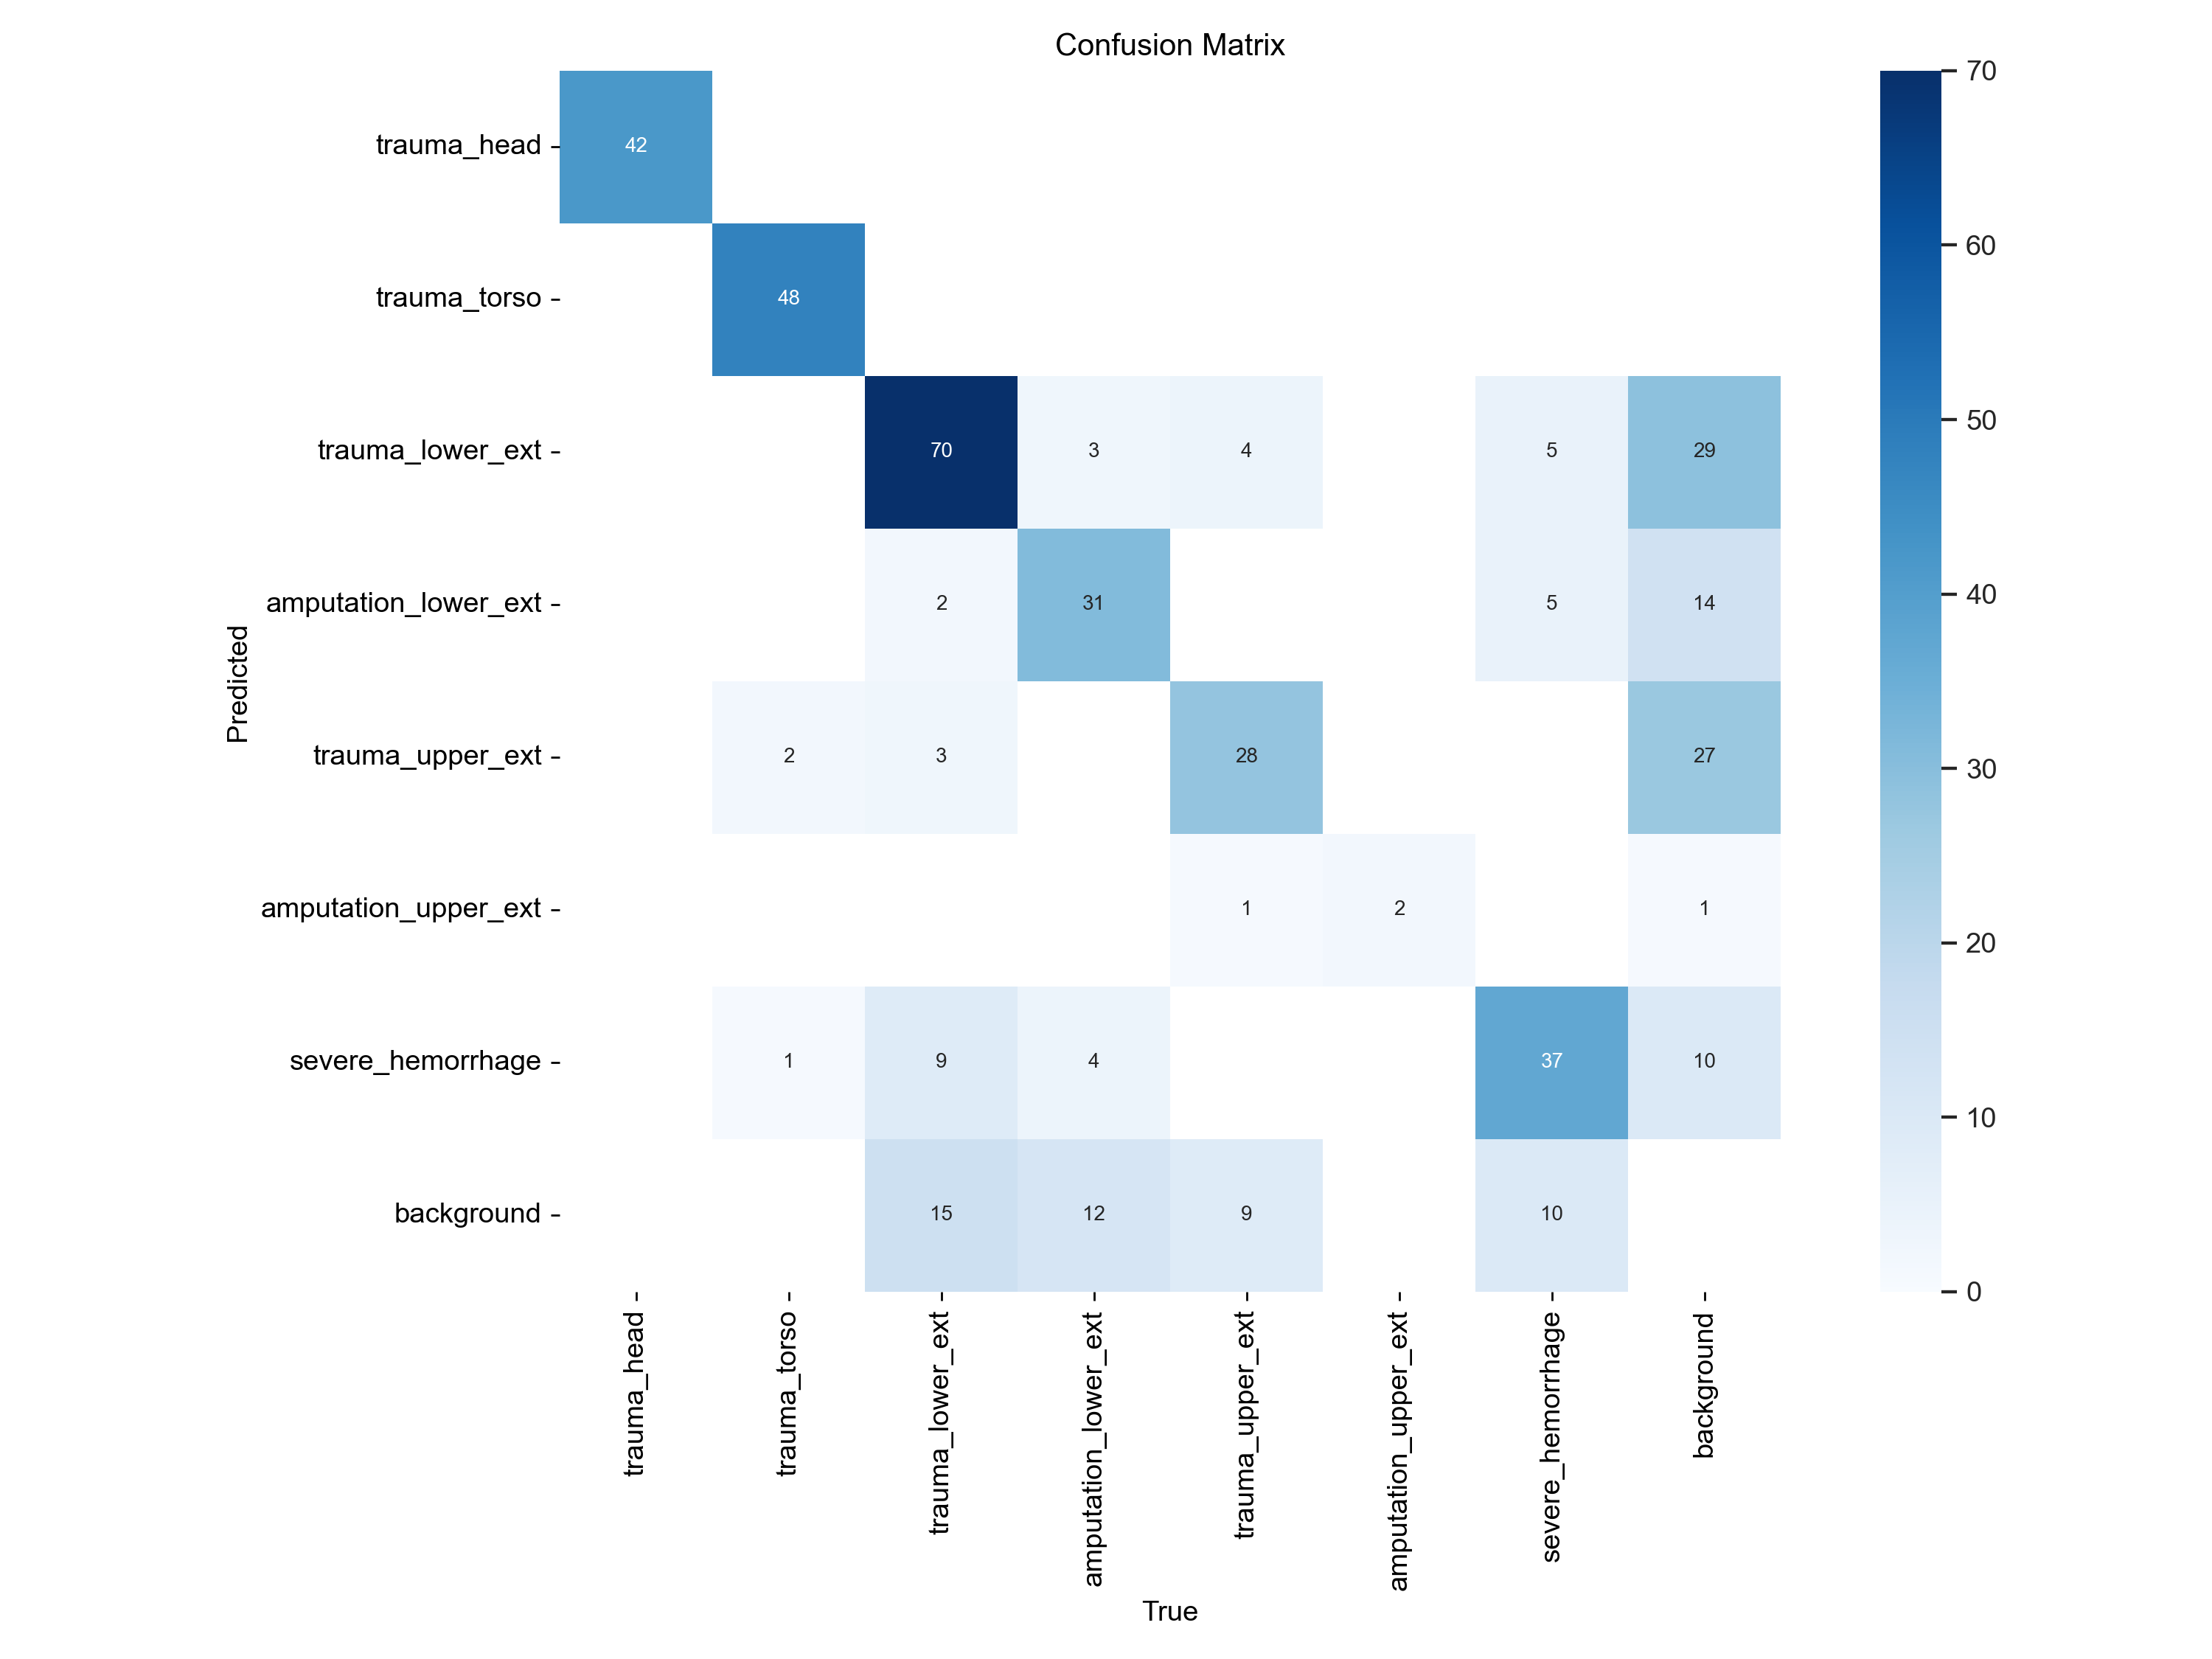 Confusion Matrix
Predicted
trauma_head 42
trauma_torso 48
trauma_lower_ext 70 3 4 5 29
amputation_lower_ext 2 31 5 14
trauma_upper_ext 2 3 28 27
amputation_upper_ext 1 2 1
severe_hemorrhage 1 9 4 37 10
background 15 12 9 10
trauma_head
trauma_torso
trauma_lower_ext
amputation_lower_ext
trauma_upper_ext
amputation_upper_ext
severe_hemorrhage
background
True
70
60
50
40
30
20
10
0